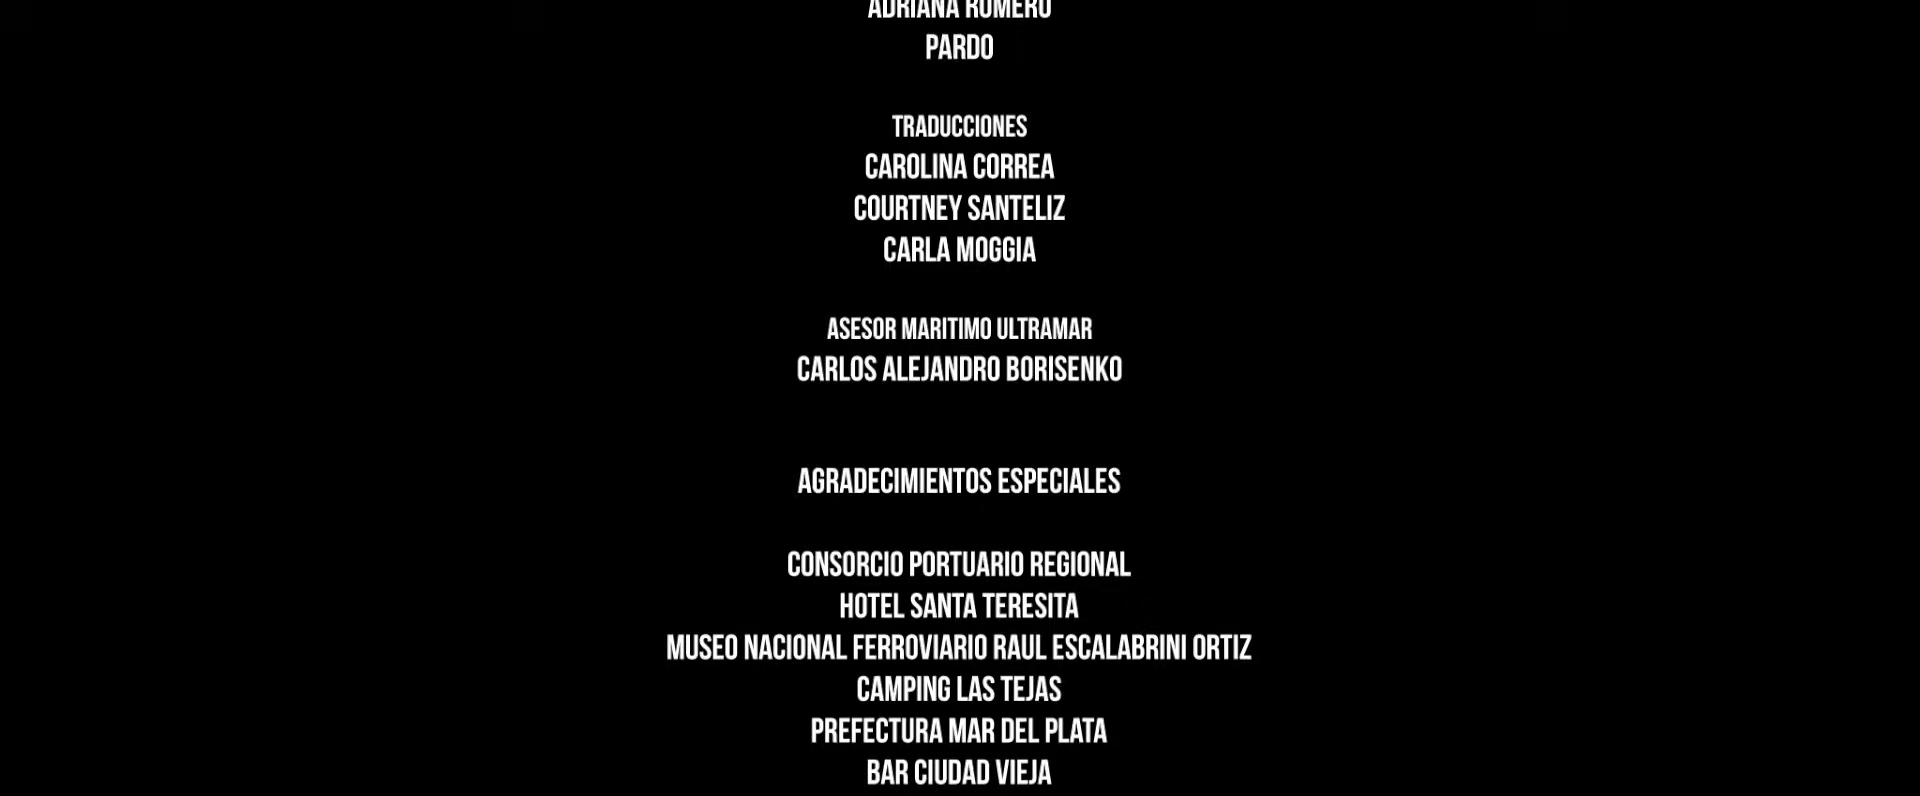 ADRIANA ROMERO
PARDO
TRADUCCIONES
CAROLINA CORREA
COURTNEY SANTELIZ
CARLA MOGGIA
ASESOR MARITIMO ULTRAMAR
CARLOS ALEJANDRO BORISENKO
AGRADECIMIENTOS ESPECIALES
CONSORCIO PORTUARIO REGIONAL
HOTEL SANTA TERESITA
MUSEO NACIONAL FERROVIARIO RAUL ESCALABRINI ORTIZ
CAMPING LAS TEJAS
PREFECTURA MAR DEL PLATA
BAR CIUDAD VIEJA